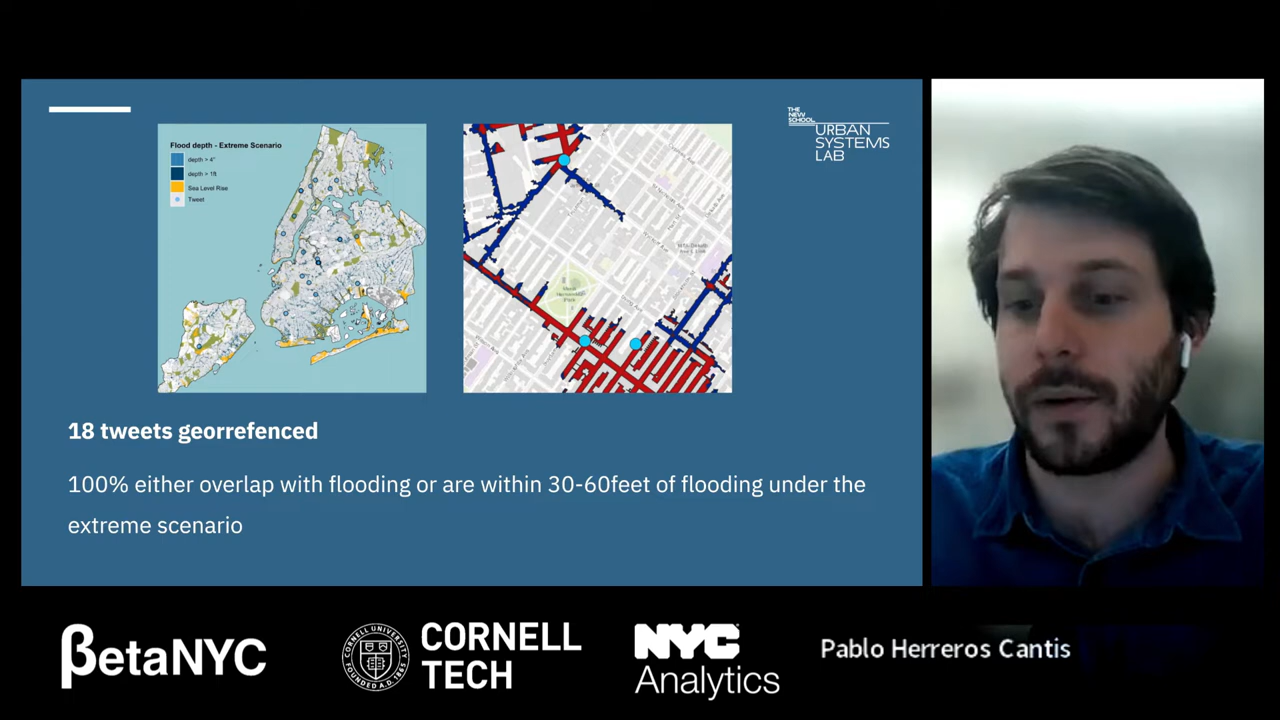 THE
NEW
SCHOOL
URBAN
SYSTEMS
LAB
Flood depth - Extreme Scenario
depth > 4"
depth > 1ft
Sea Level Rise
Tweet
18 tweets georrefenced
100% either overlap with flooding or are within 30-60feet of flooding under the
extreme scenario
βetaNYC
CORNELL
TECH
NYC
Analytics
Pablo Herreros Cantis